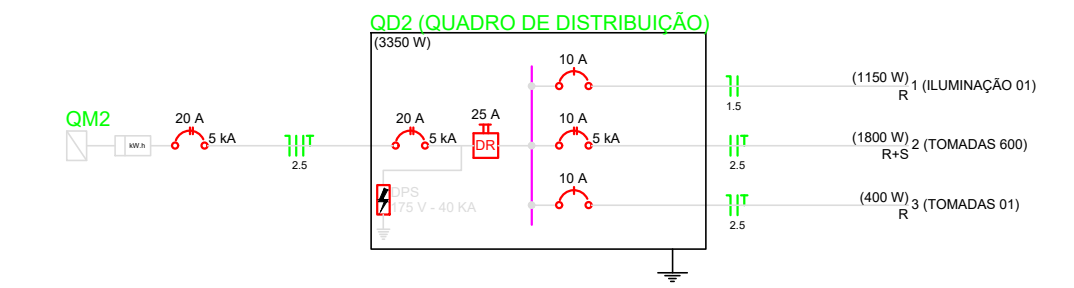 QD2 (QUADRO DE DISTRIBUIÇÃO)
(3350 W)
10 A
1.5
(1150 W)
R
1 (ILUMINAÇÃO 01)
QM2
kW.h
20 A
5 kA
2.5
20 A
5 kA
25 A
DR
10 A
5 kA
2.5
(1800 W)
R+S
2 (TOMADAS 600)
DPS
175 V - 40 KA
10 A
2.5
(400 W)
R
3 (TOMADAS 01)